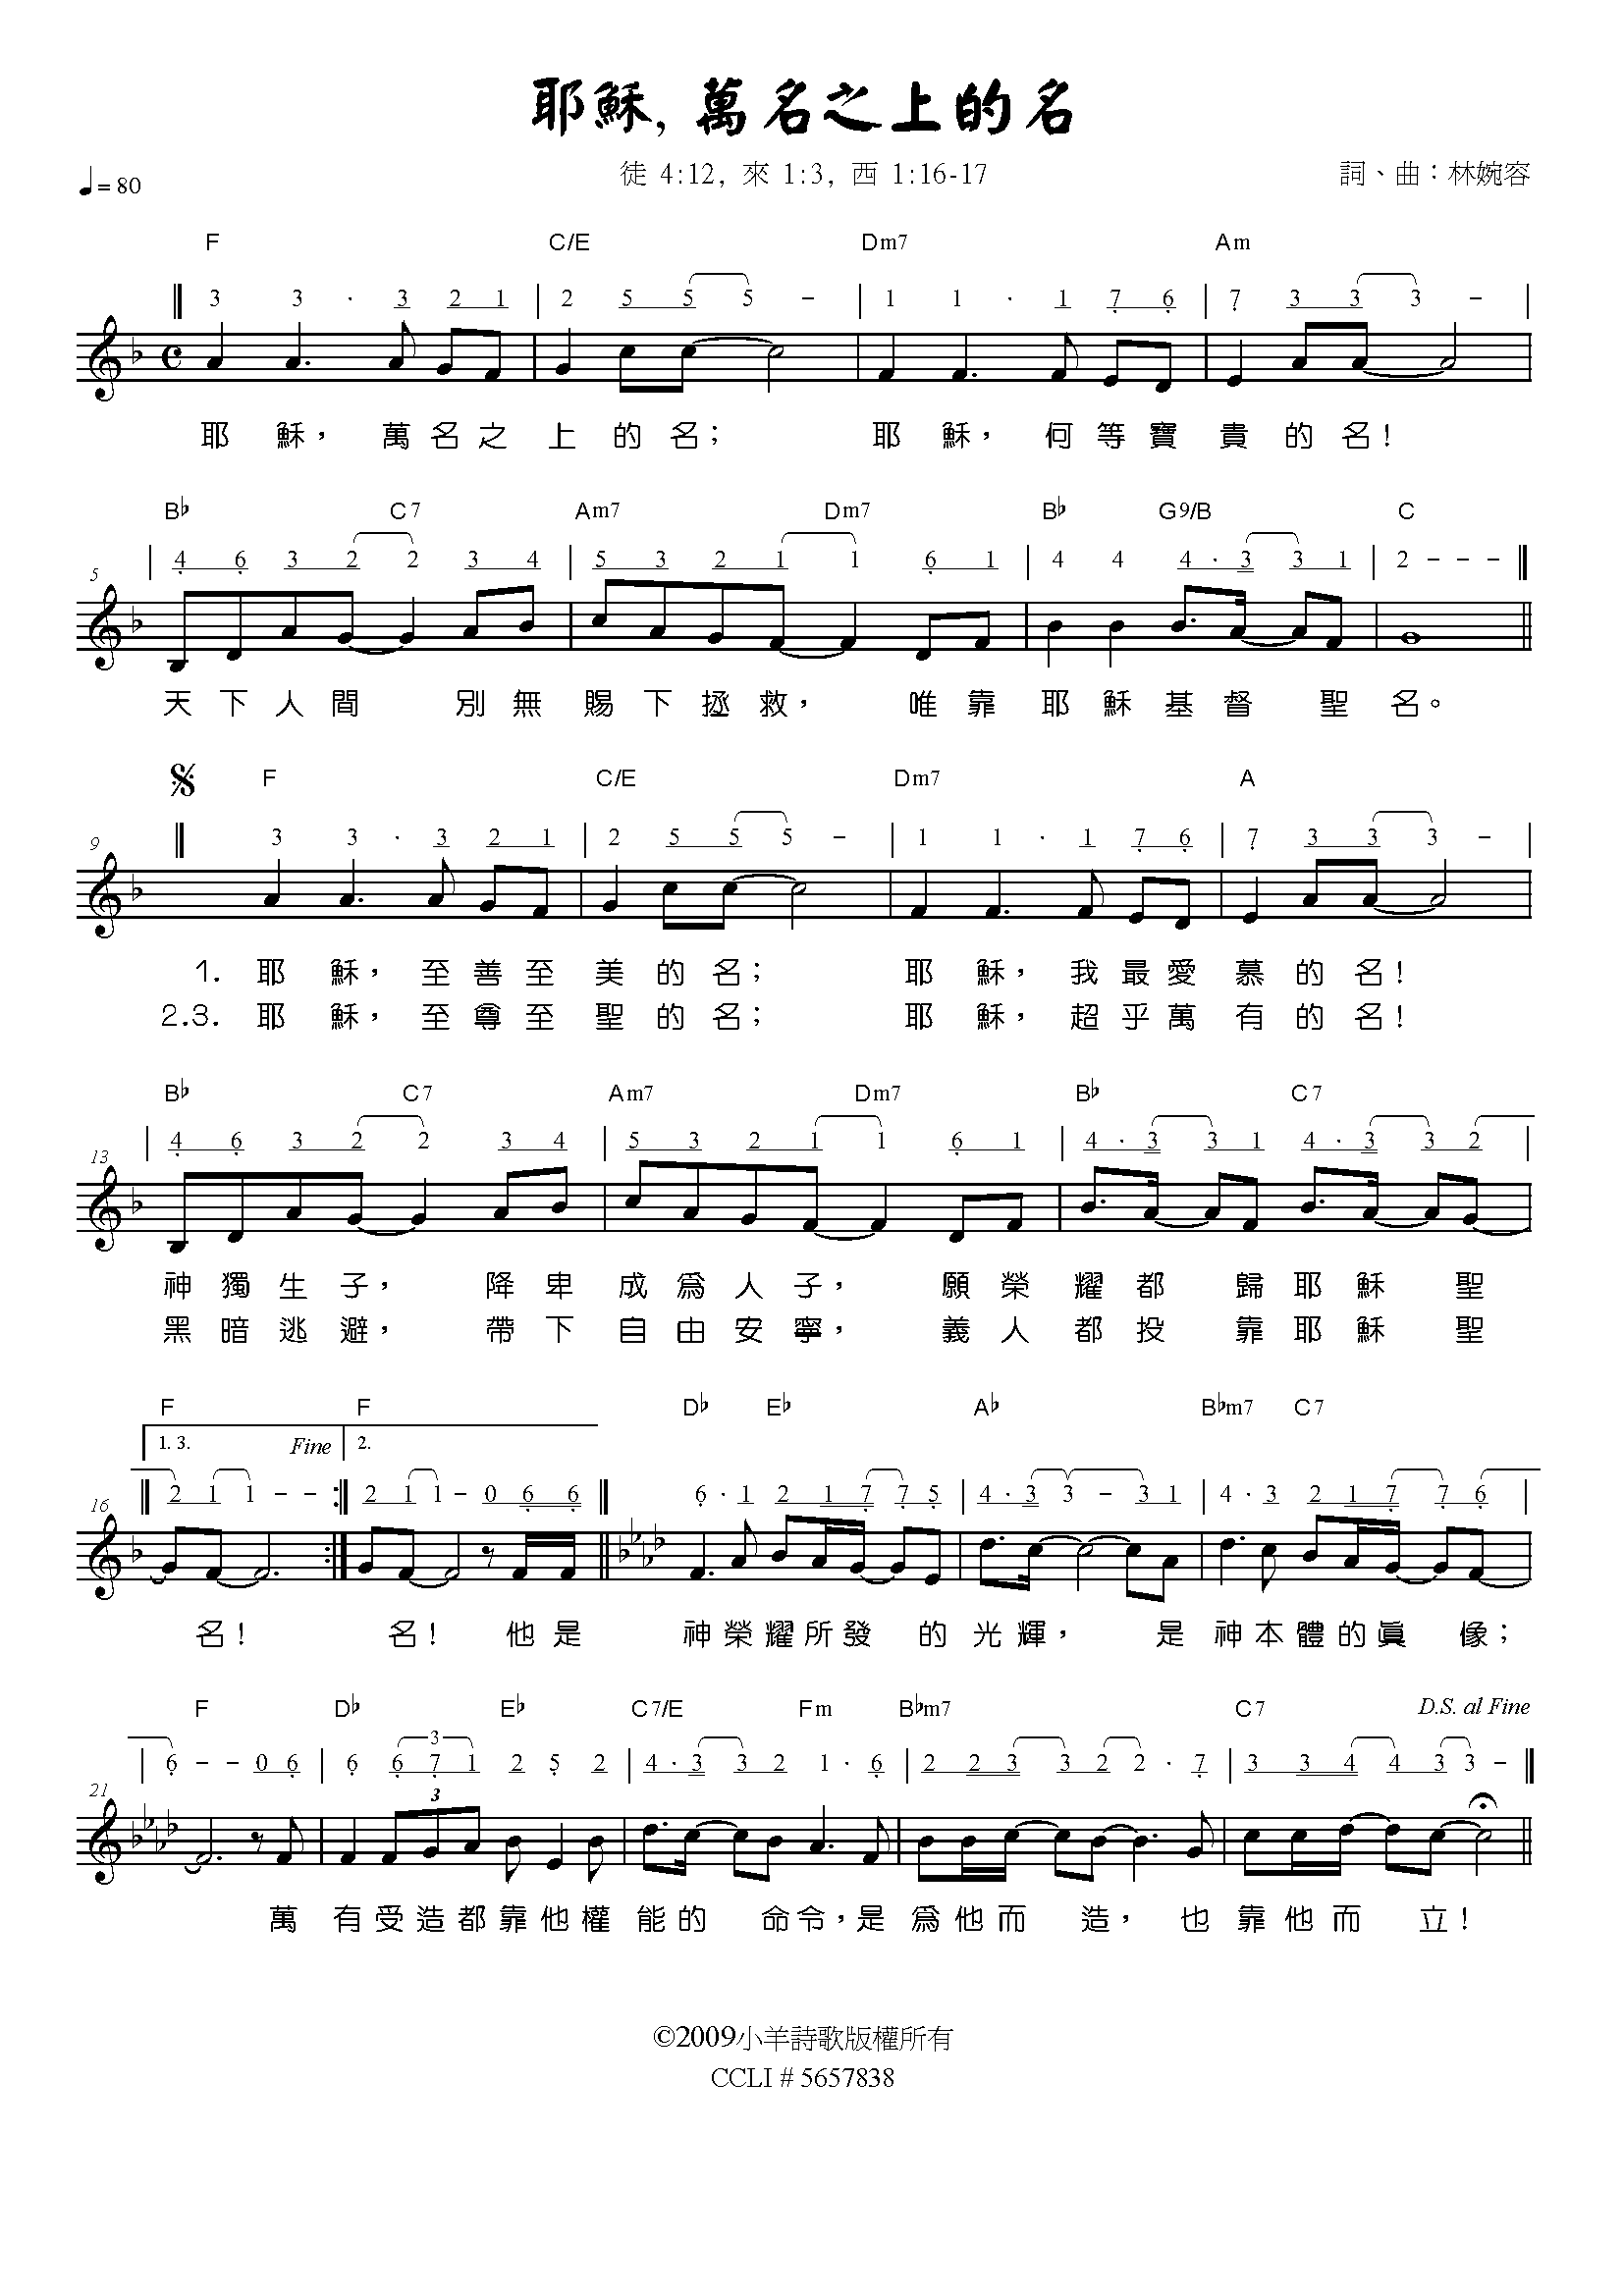 耶穌, 萬名之上的名
徒 4:12, 來 1:3, 西 1:16-17
詞、曲：林婉容
♩= 80
F C/E Dm7 Am
3 3 · 3 2 1 | 2 5 5 5 – | 1 1 · 1 7 6 | 7 3 3 3 – |
耶 穌， 萬 名 之 上 的 名； 耶 穌， 何 等 寶 貴 的 名！
B♭ C7 Am7 Dm7 B♭ G9/B C
5
| 4 6 3 2 2 3 4 | 5 3 2 1 1 6 1 | 4 4 4 · 3 3 1 | 2 – – –
天 下 人 間 別 無 賜 下 拯 救， 唯 靠 耶 穌 基 督 聖 名。
F C/E Dm7 A
9
3 3 · 3 2 1 | 2 5 5 5 – | 1 1 · 1 7 6 | 7 3 3 3 – |
1. 耶 穌， 至 善 至 美 的 名； 耶 穌， 我 最 愛 慕 的 名！
2.3. 耶 穌， 至 尊 至 聖 的 名； 耶 穌， 超 乎 萬 有 的 名！
B♭ C7 Am7 Dm7 B♭ C7
13
| 4 6 3 2 2 3 4 | 5 3 2 1 1 6 1 | 4 · 3 3 1 4 · 3 3 2 |
神 獨 生 子， 降 卑 成 爲 人 子， 願 榮 耀 都 歸 耶 穌 聖
黑 暗 逃 避， 帶 下 自 由 安 寧， 義 人 都 投 靠 耶 穌 聖
F F D♭ E♭ A♭ B♭m7 C7
1. 3. Fine 2.
16
2 1 1 – – 2 1 1 – 0 6 6 6 · 1 2 1 7 7 5 | 4 · 3 3 – 3 1 | 4 · 3 2 1 7 7 6 |
名！ 名！ 他 是 神 榮 耀 所 發 的 光 輝， 是 神 本 體 的 眞 像；
F D♭ E♭ C7/E Fm B♭m7 C7 D.S. al Fine
21
| 6 – – 0 6 | 6 6 7 1 2 5 2 | 4 · 3 3 2 1 · 6 | 2 2 3 3 2 2 · 7 | 3 3 4 4 3 3 –
3
3
萬 有 受 造 都 靠 他 權 能 的 命 令， 是 爲 他 而 造， 也 靠 他 而 立！
©2009小羊詩歌版權所有
CCLI # 5657838